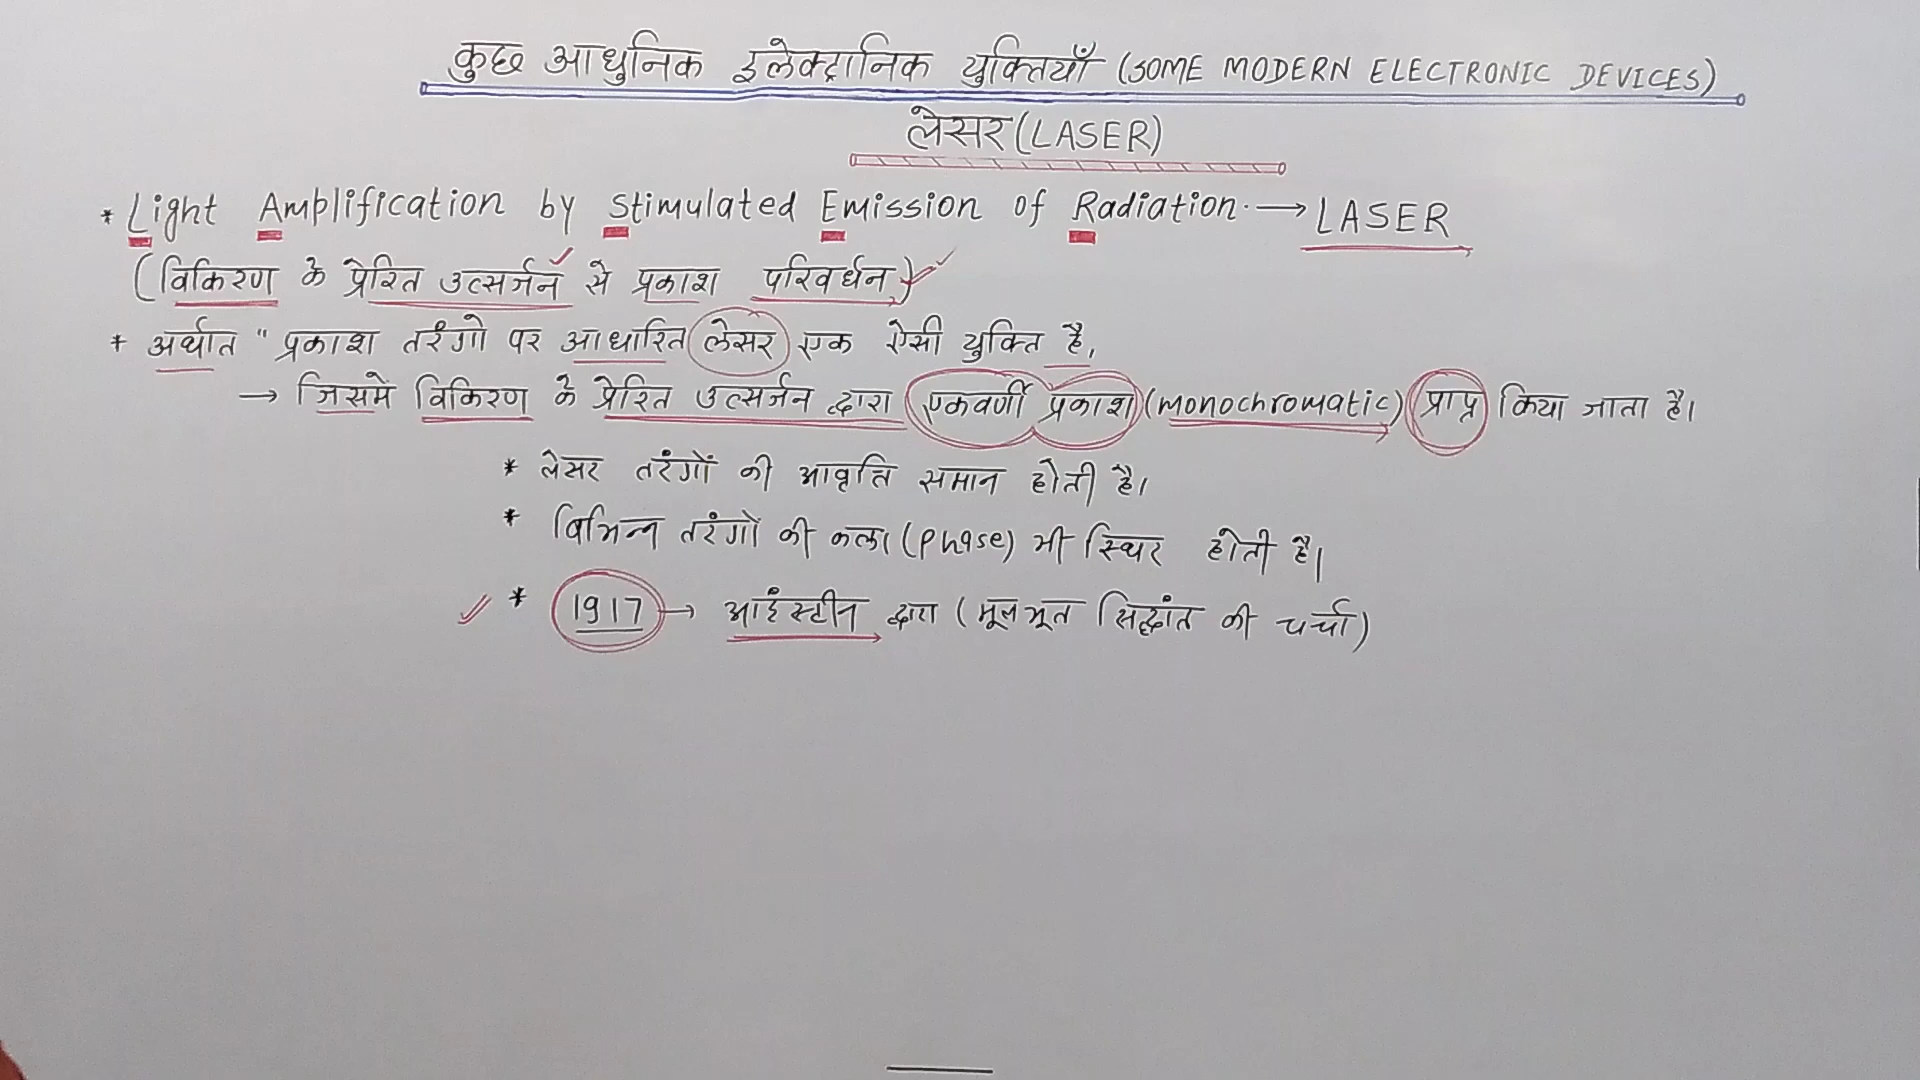 कुछ आधुनिक इलेक्ट्रानिक युक्तियाँ (SOME MODERN ELECTRONIC DEVICES)
लेसर (LASER)
* Light Amplification by Stimulated Emission of Radiation. → LASER
(विकिरण के प्रेरित उत्सर्जन से प्रकाश परिवर्धन)
* अर्थात " प्रकाश तरंगो पर आधारित लेसर एक ऐसी युक्ति है,
→ जिसमे विकिरण के प्रेरित उत्सर्जन द्वारा एकवर्णी प्रकाश (monochromatic) प्राप्त किया जाता है।
* लेसर तरंगों की आवृत्ति समान होती है।
* विभिन्न तरंगो की कला (phase) भी स्थिर होती है।
* 1917 → आइंस्टीन द्वारा (मूलभूत सिद्धांत की चर्चा)